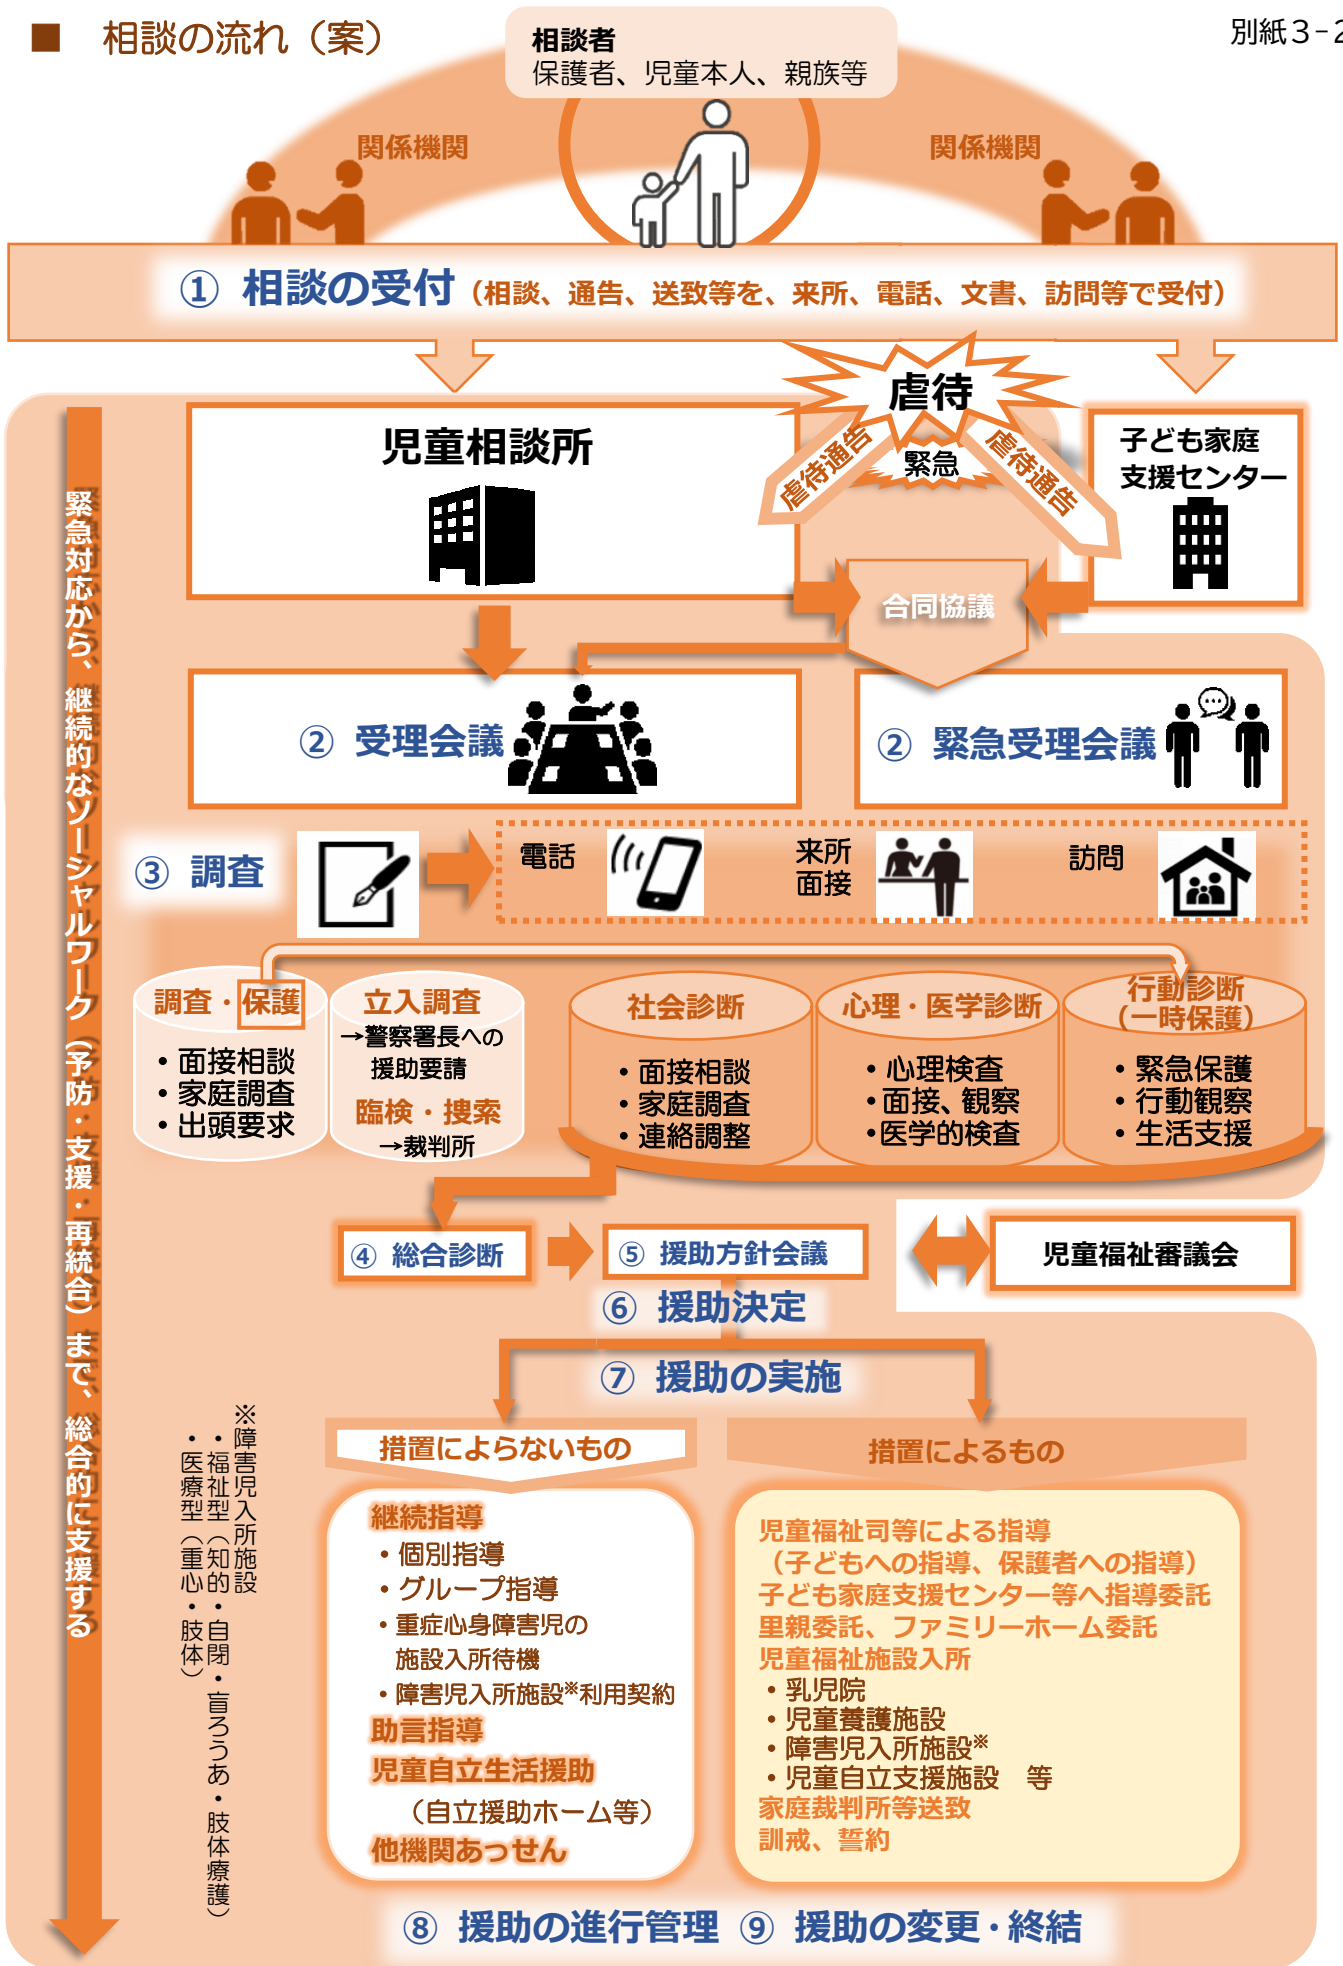 ■　相談の流れ（案）
別紙３-２
相談者
保護者、児童本人、親族等
関係機関
関係機関
① 相談の受付（相談、通告、送致等を、来所、電話、文書、訪問等で受付）
虐待
緊急
虐待通告
虐待通告
児童相談所
子ども家庭
支援センター
合同協議
② 受理会議
② 緊急受理会議
③ 調査
電話
来所
面接
訪問
調査・保護
・面接相談
・家庭調査
・出頭要求
立入調査
→警察署長への
援助要請
臨検・捜索
→裁判所
社会診断
・面接相談
・家庭調査
・連絡調整
心理・医学診断
・心理検査
・面接、観察
・医学的検査
行動診断
（一時保護）
・緊急保護
・行動観察
・生活支援
④ 総合診断
⑤ 援助方針会議
児童福祉審議会
⑥ 援助決定
⑦ 援助の実施
措置によらないもの
継続指導
・個別指導
・グループ指導
・重症心身障害児の
施設入所待機
・障害児入所施設※利用契約
助言指導
児童自立生活援助
（自立援助ホーム等）
他機関あっせん
措置によるもの
児童福祉司等による指導
（子どもへの指導、保護者への指導）
子ども家庭支援センター等へ指導委託
里親委託、ファミリーホーム委託
児童福祉施設入所
・乳児院
・児童養護施設
・障害児入所施設※
・児童自立支援施設　等
家庭裁判所等送致
訓戒、誓約
※障害児入所施設
・福祉型（知的・自閉・盲ろうあ・肢体療護）
・医療型（重心・肢体）
緊急対応から、継続的なソーシャルワーク（予防・支援・再統合）まで、総合的に支援する
⑧ 援助の進行管理 ⑨ 援助の変更・終結